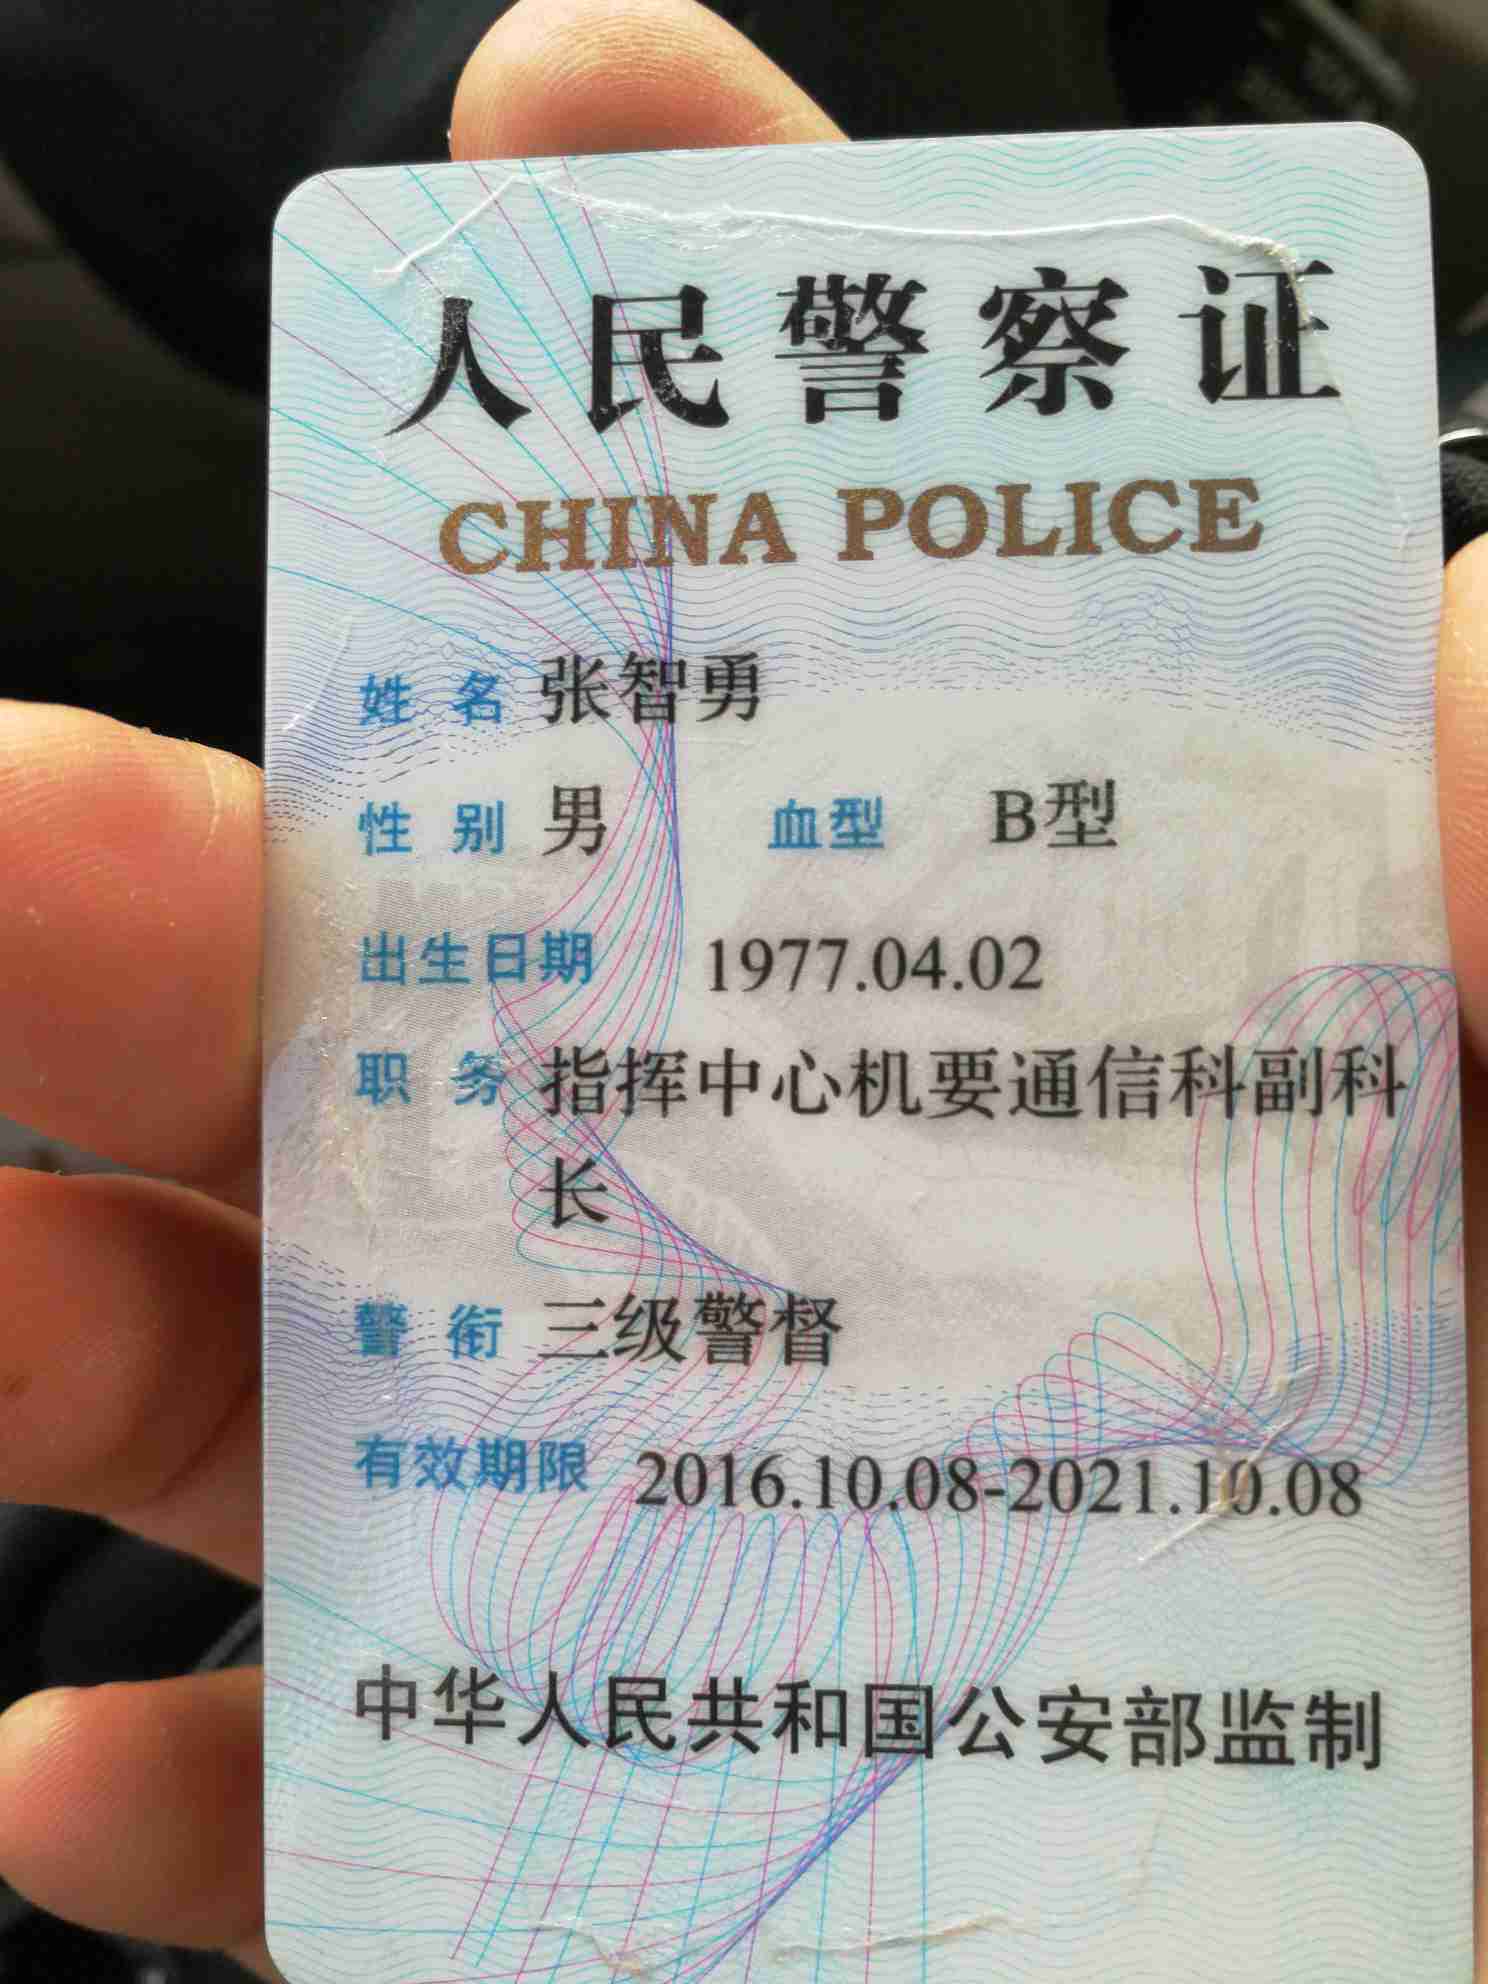 人民警察证
CHINA POLICE
姓 名 张智勇
性 别 男 血型 B型
出生日期 1977.04.02
职 务 指挥中心机要通信科副科
长
警 衔 三级警督
有效期限 2016.10.08-2021.10.08
中华人民共和国公安部监制